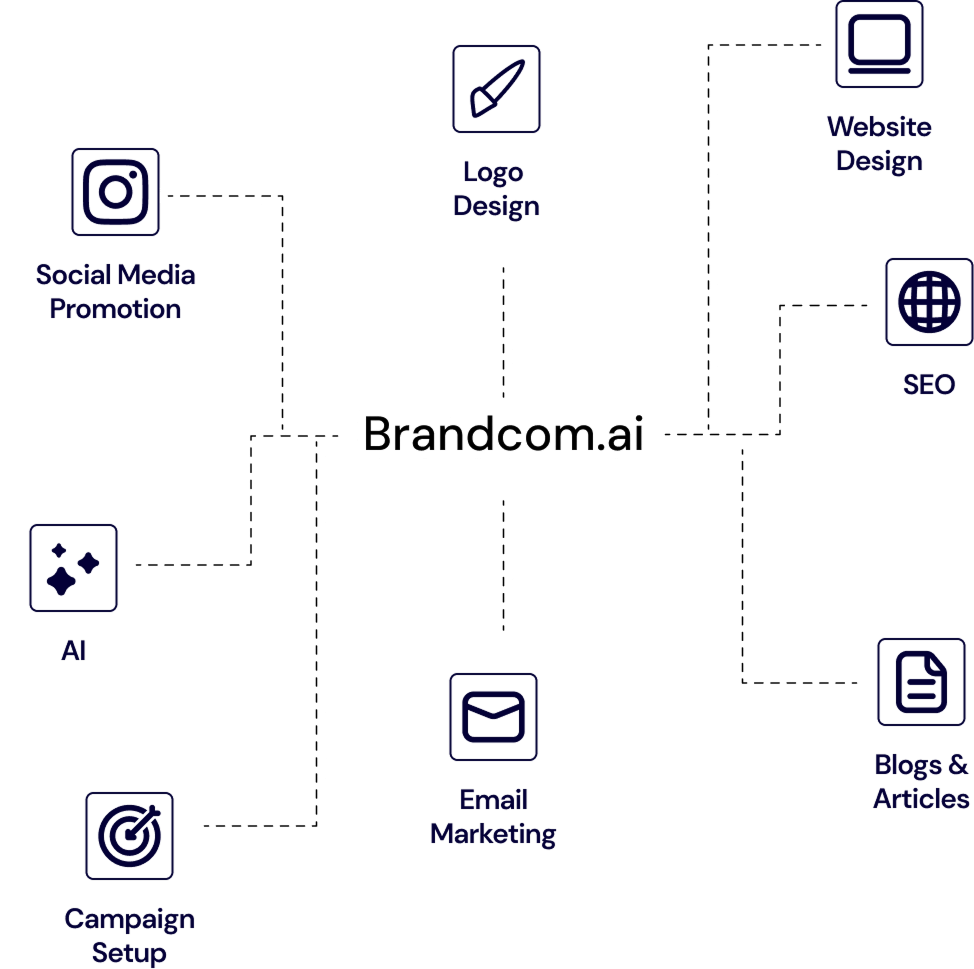 Website
Design
Logo
Design
Social Media
Promotion
SEO
Brandcom.ai
AI
Blogs &
Articles
Email
Marketing
Campaign
Setup